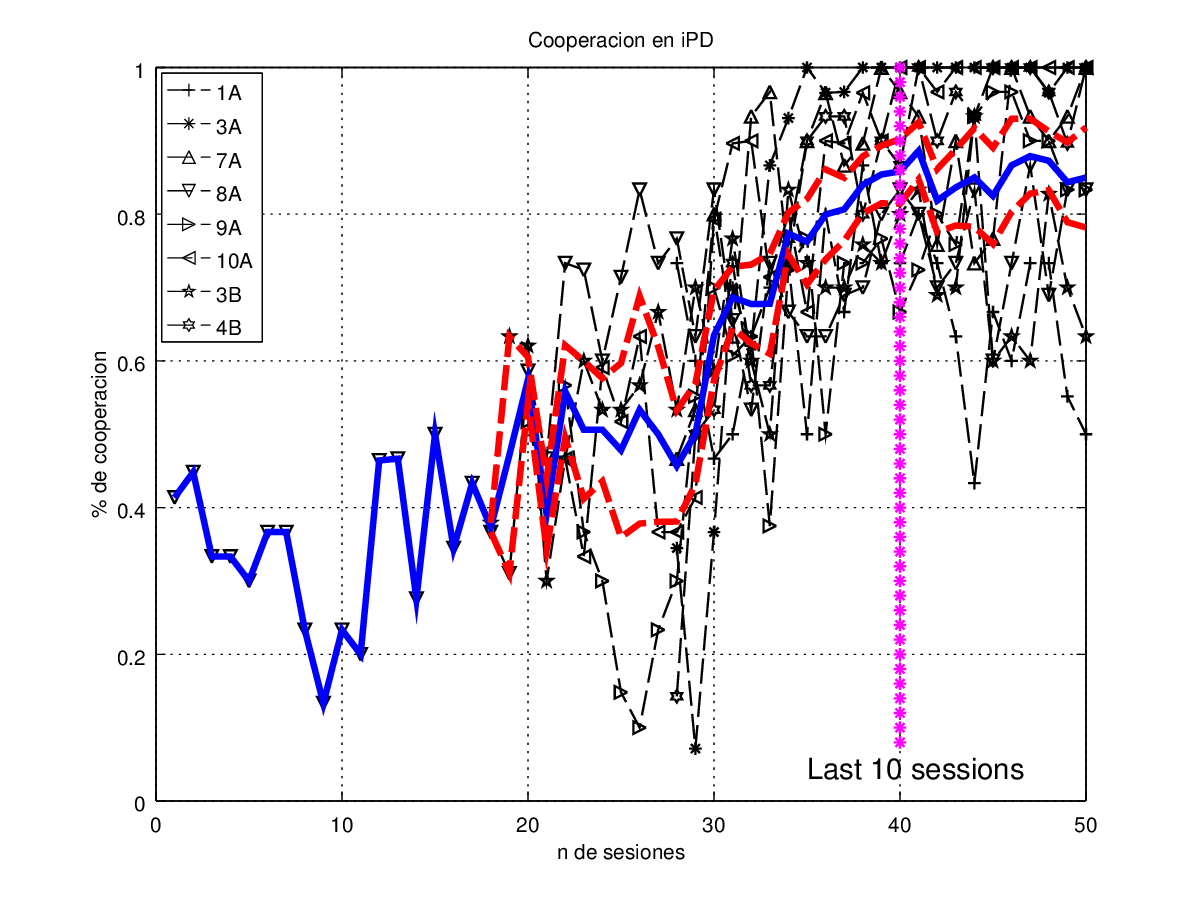 Cooperacion en iPD
1
0.8
0.6
0.4
0.2
0
% de cooperacion
1A
3A
7A
8A
9A
10A
3B
4B
Last 10 sessions
0 10 20 30 40 50
n de sesiones